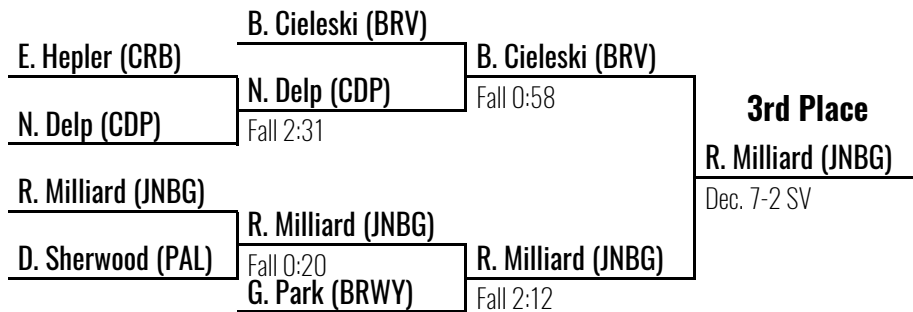 B. Cieleski (BRV)
E. Hepler (CRB)
B. Cieleski (BRV)
N. Delp (CDP)
Fall 0:58
N. Delp (CDP)
Fall 2:31
3rd Place
R. Milliard (JNBG)
Dec. 7-2 SV
R. Milliard (JNBG)
R. Milliard (JNBG)
D. Sherwood (PAL)
Fall 0:20
R. Milliard (JNBG)
G. Park (BRWY)
Fall 2:12